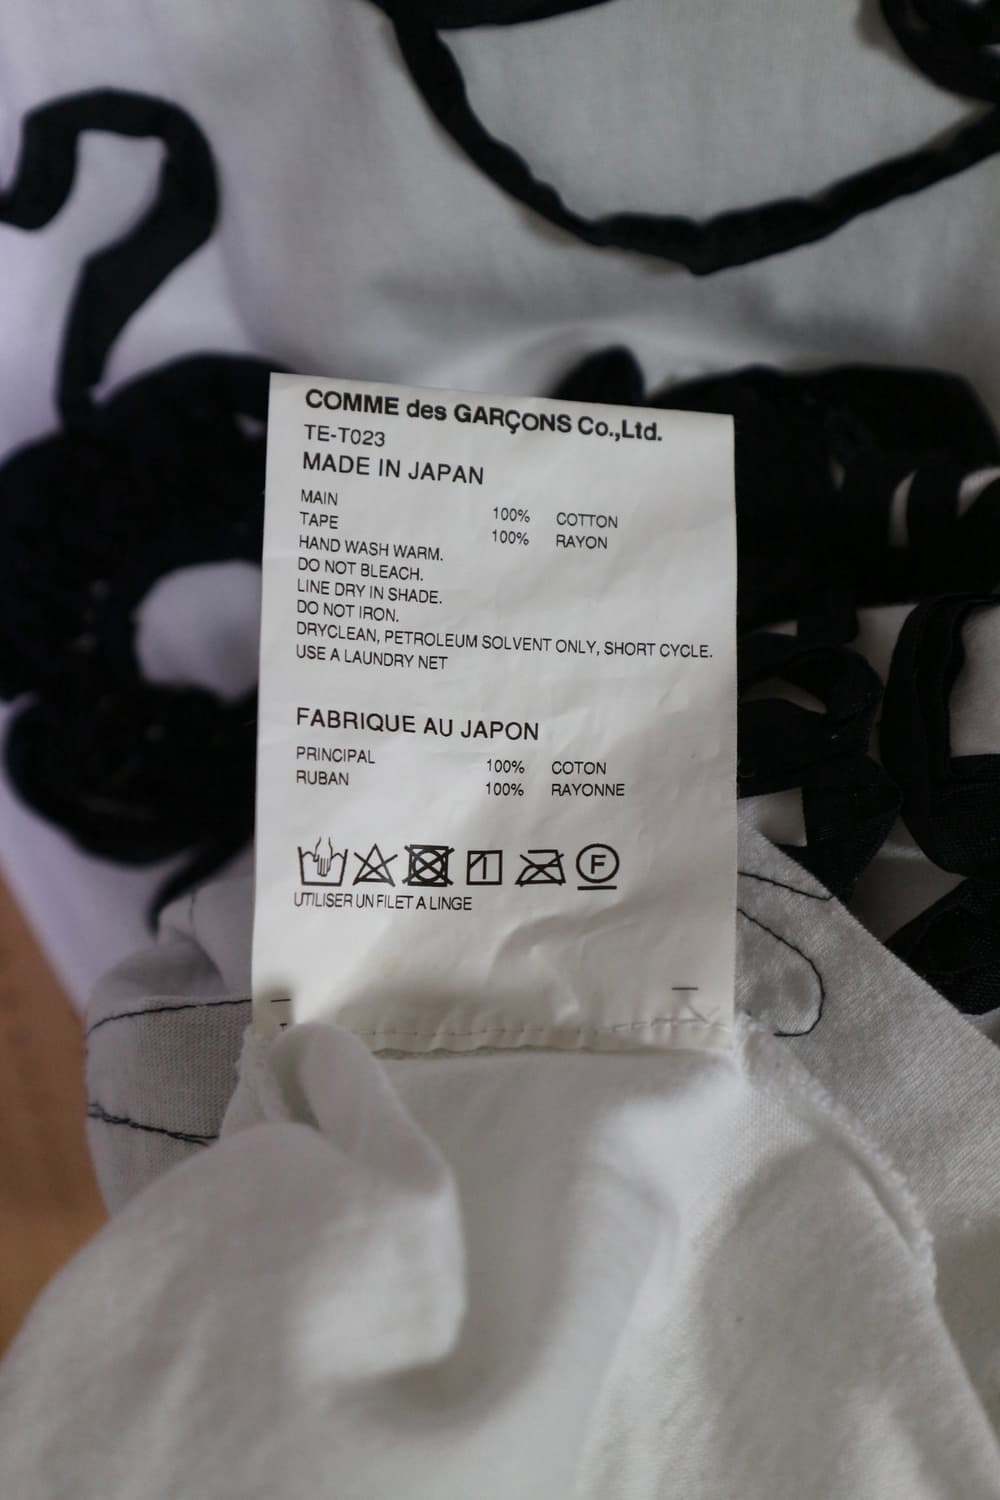 COMME des GARÇONS Co.,Ltd.
TE-T023
MADE IN JAPAN
MAIN 100% COTTON
TAPE 100% RAYON
HAND WASH WARM.
DO NOT BLEACH.
LINE DRY IN SHADE.
DO NOT IRON.
DRYCLEAN, PETROLEUM SOLVENT ONLY, SHORT CYCLE.
USE A LAUNDRY NET
FABRIQUE AU JAPON
PRINCIPAL 100% COTON
RUBAN 100% RAYONNE
F
UTILISER UN FILET A LINGE